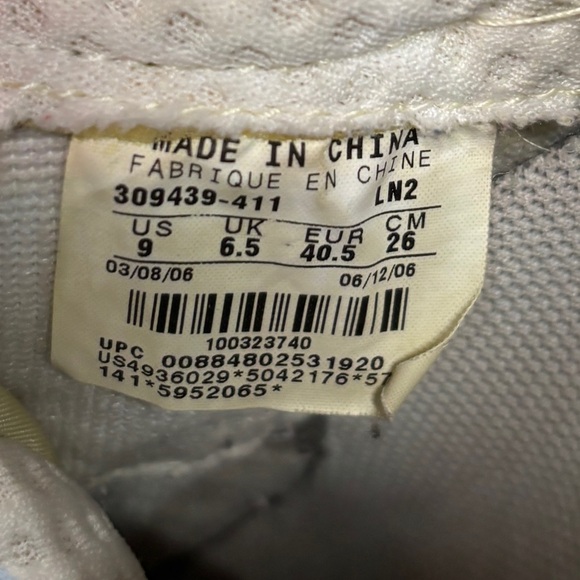 MADE IN CHINA
FABRIQUE EN CHINE
309439-411 LN2
US UK EUR CM
9 6.5 40.5 26
03/08/06 06/12/06
100323740
UPC 00884802531920
US4936029*5042176*57
141*5952065*